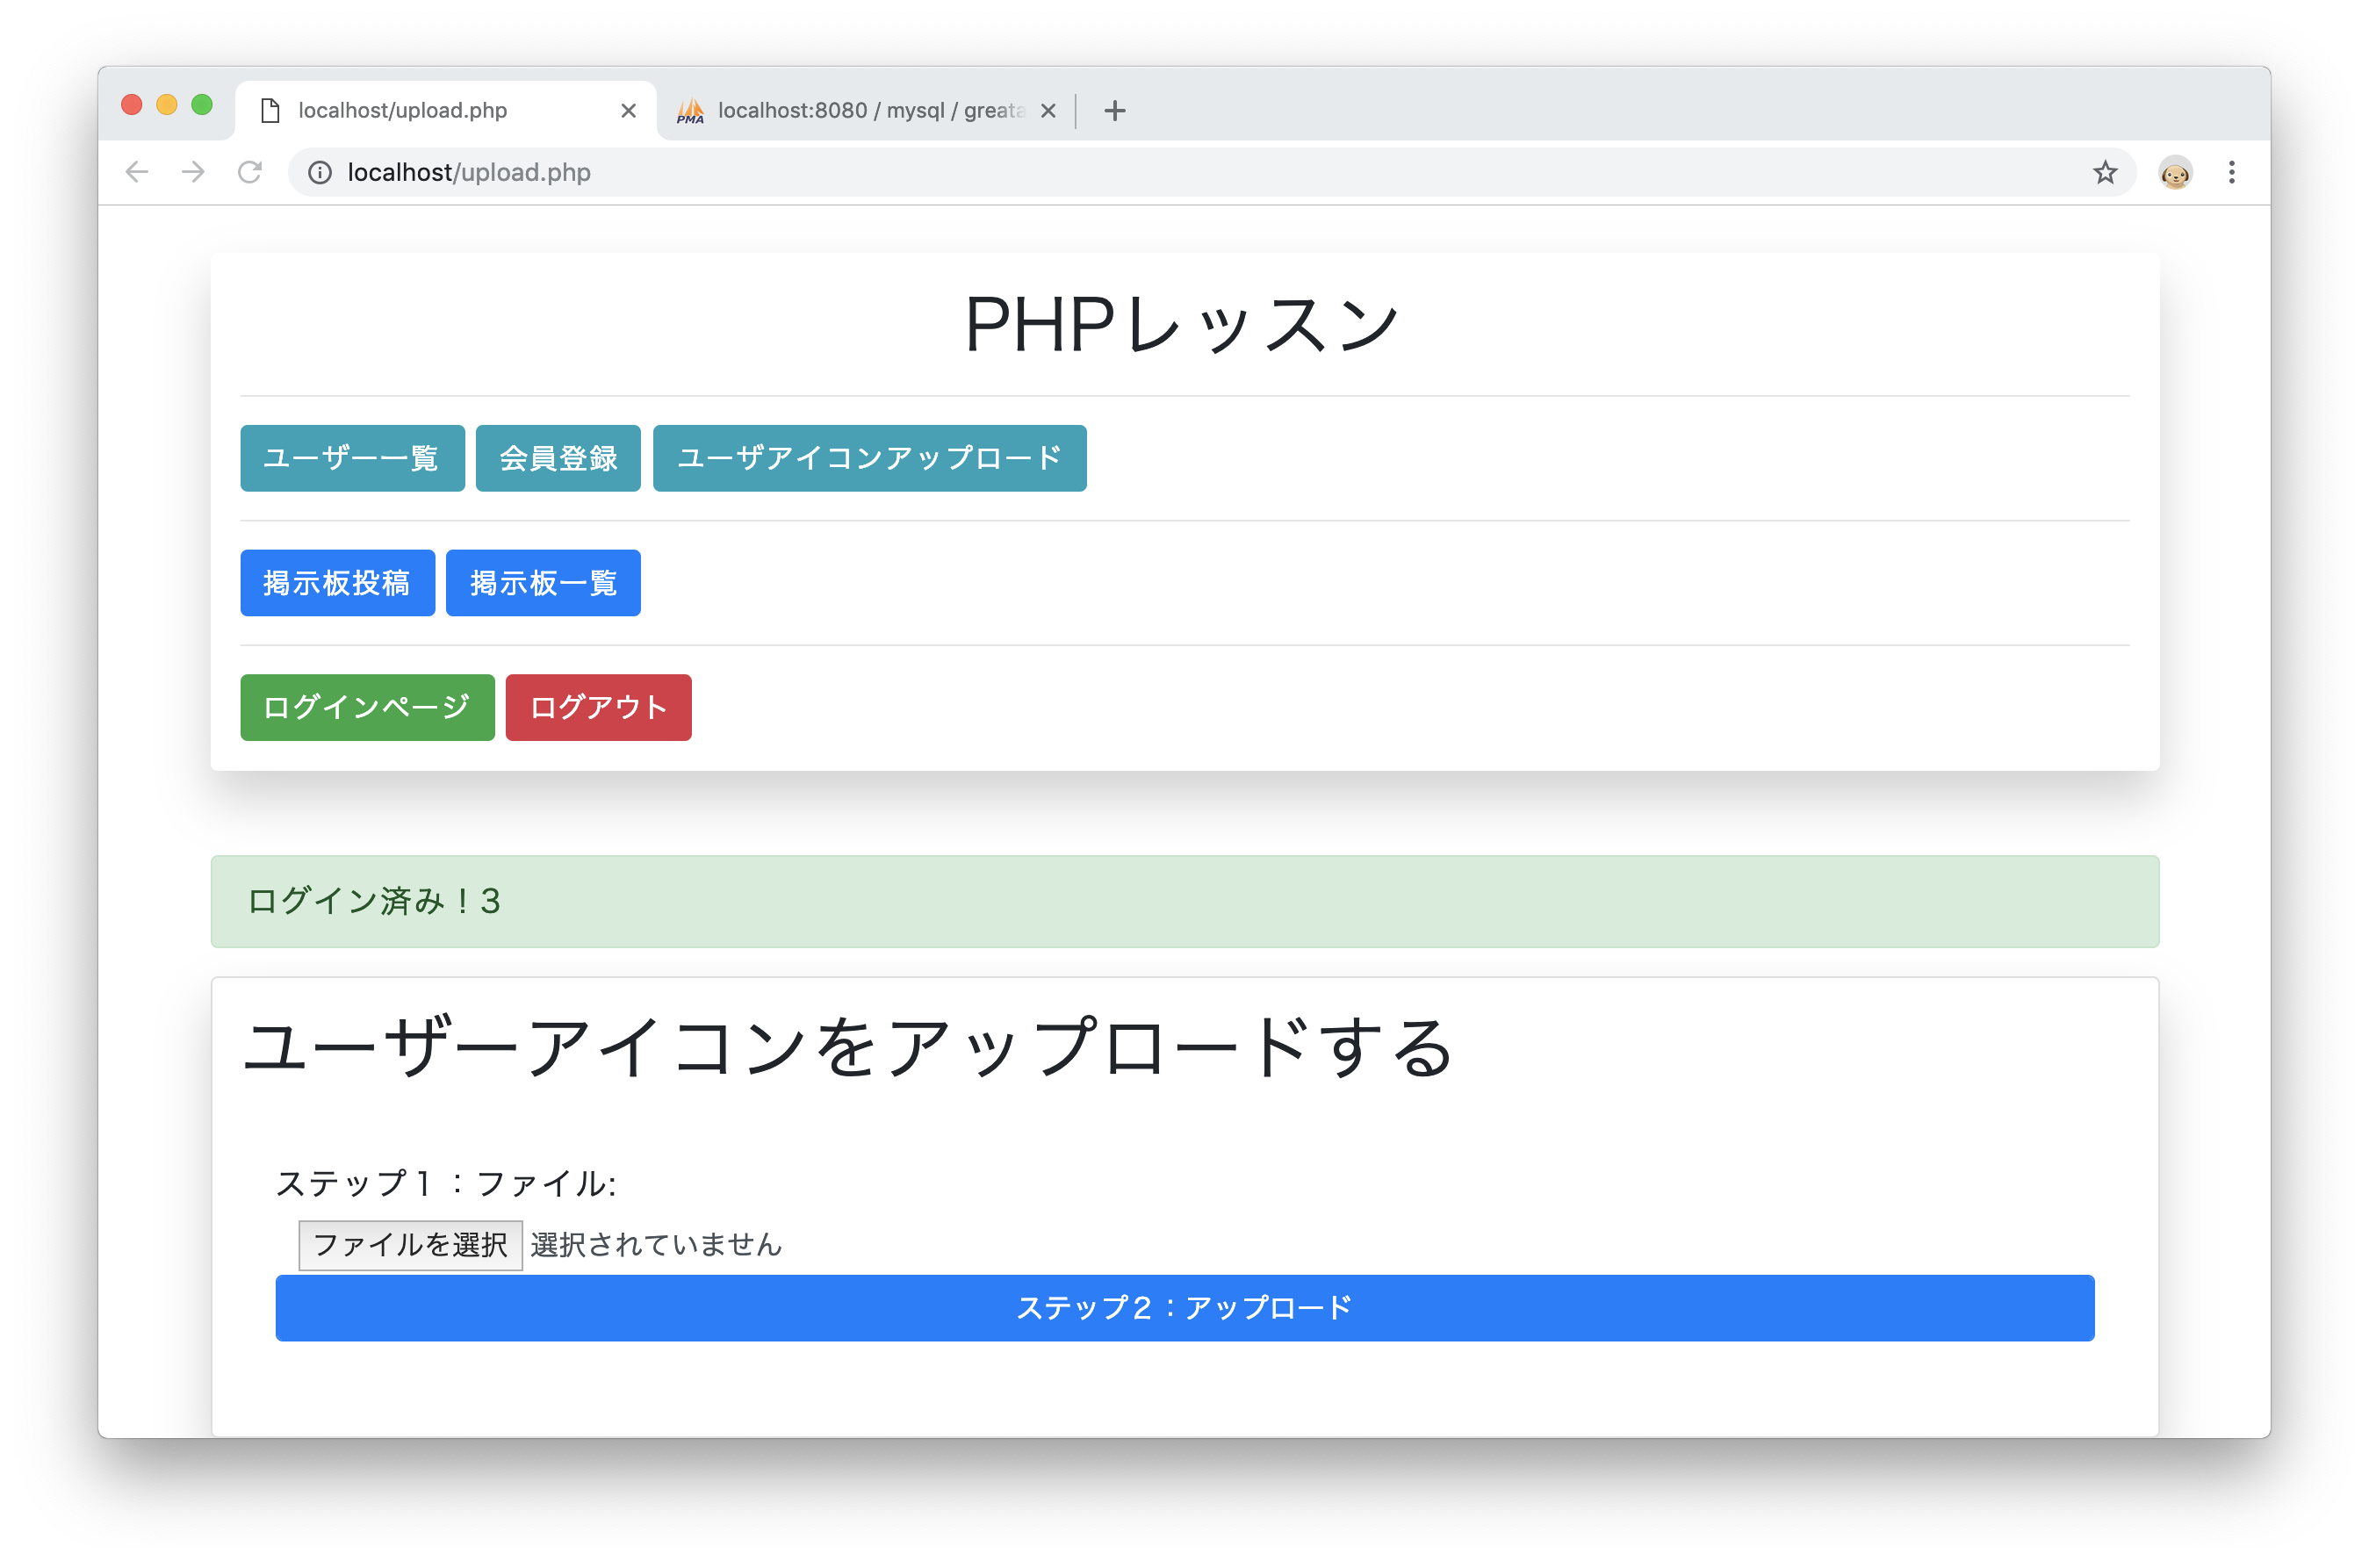 localhost/upload.php
PMA localhost:8080 / mysql / greata
localhost/upload.php
PHPレッスン
ユーザー一覧 会員登録 ユーザアイコンアップロード
掲示板投稿 掲示板一覧
ログインページ ログアウト
ログイン済み！3
ユーザーアイコンをアップロードする
ステップ１：ファイル:
ファイルを選択 選択されていません
ステップ２：アップロード